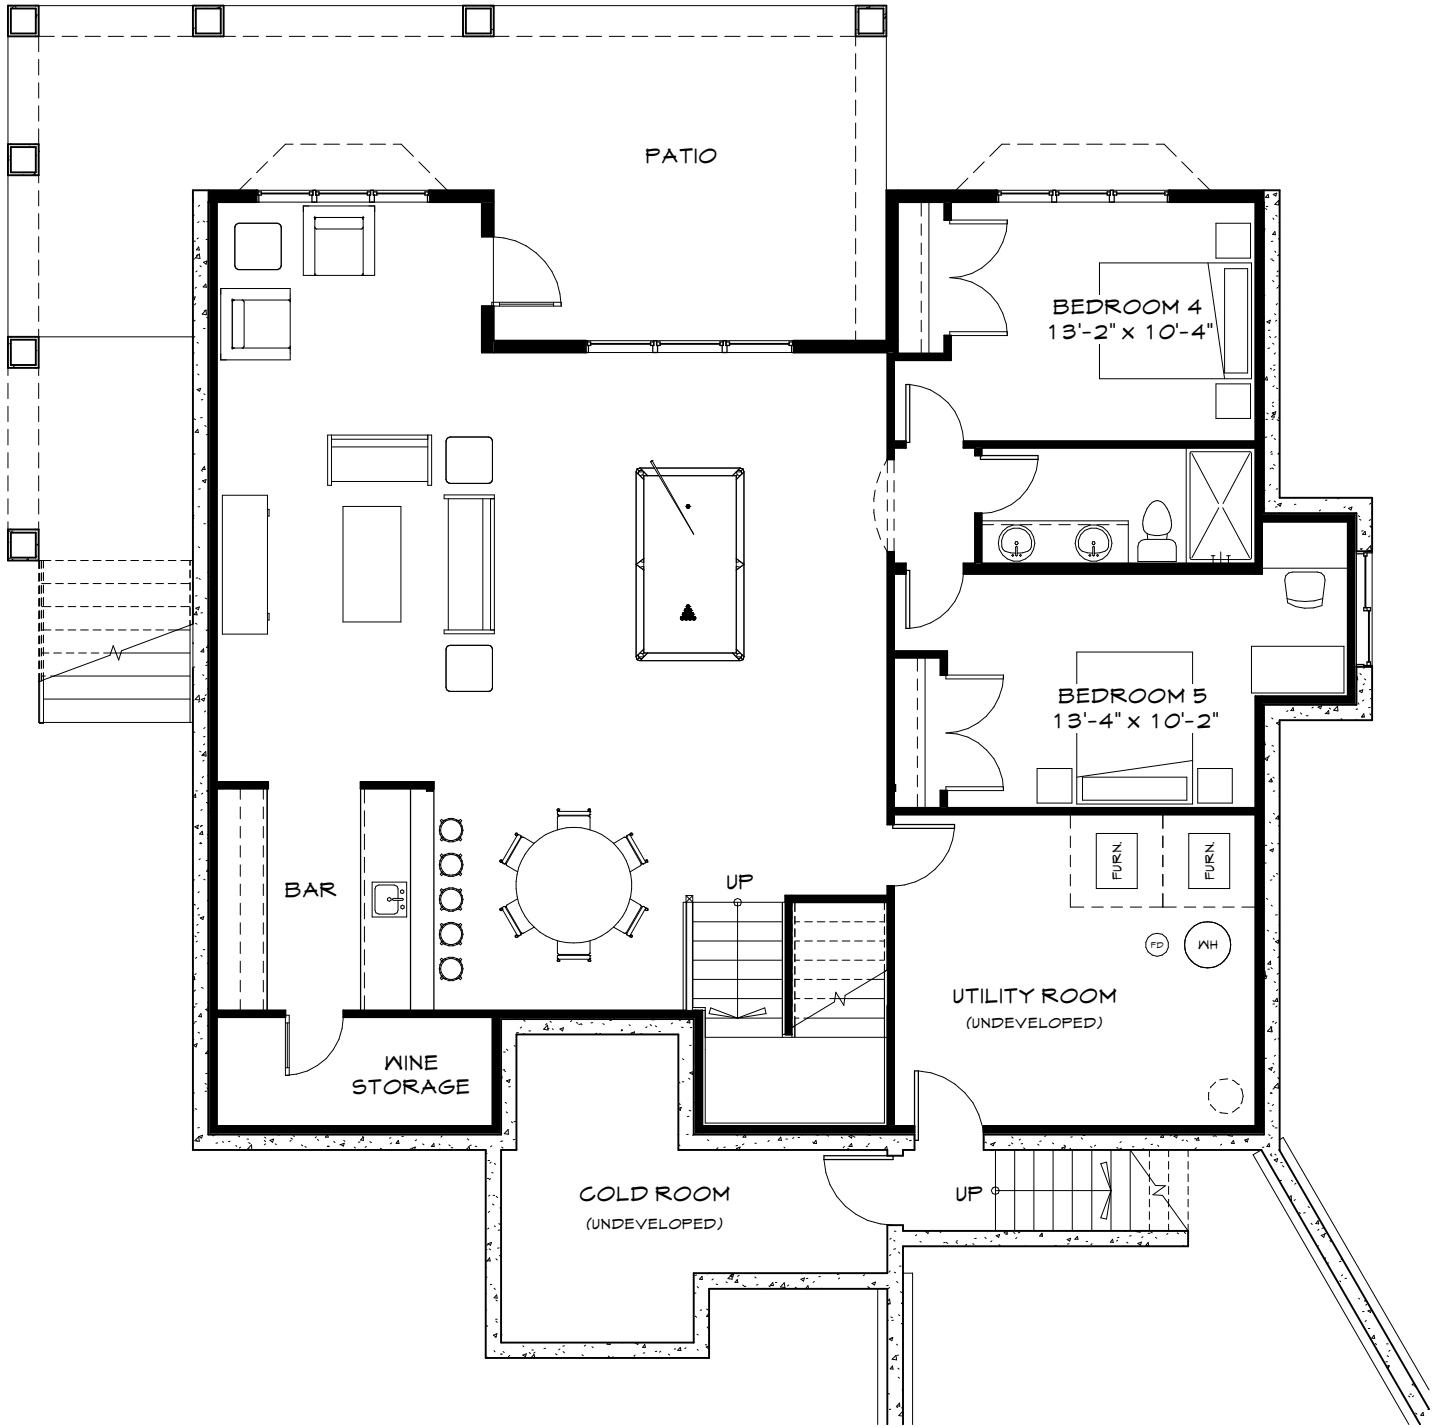 PATIO
BEDROOM 4
13'-2" x 10'-4"
BEDROOM 5
13'-4" x 10'-2"
FURN.
FURN.
UP
BAR
FD
WH
UTILITY ROOM
(UNDEVELOPED)
WINE
STORAGE
COLD ROOM
(UNDEVELOPED)
UP